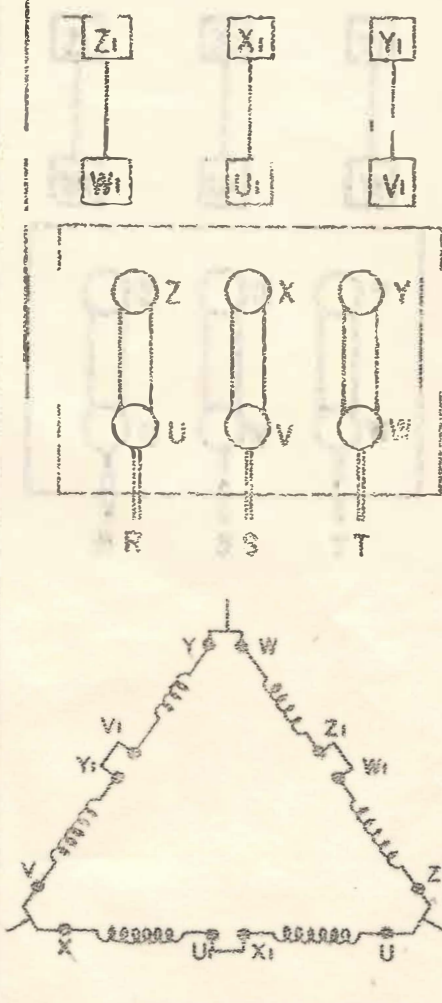 Z1 X1 Y1
W1 U1 V1
Z X Y
U V W
R S T
Y W
V1 Z1
Y1 W1
V Z
X U1 X1 U